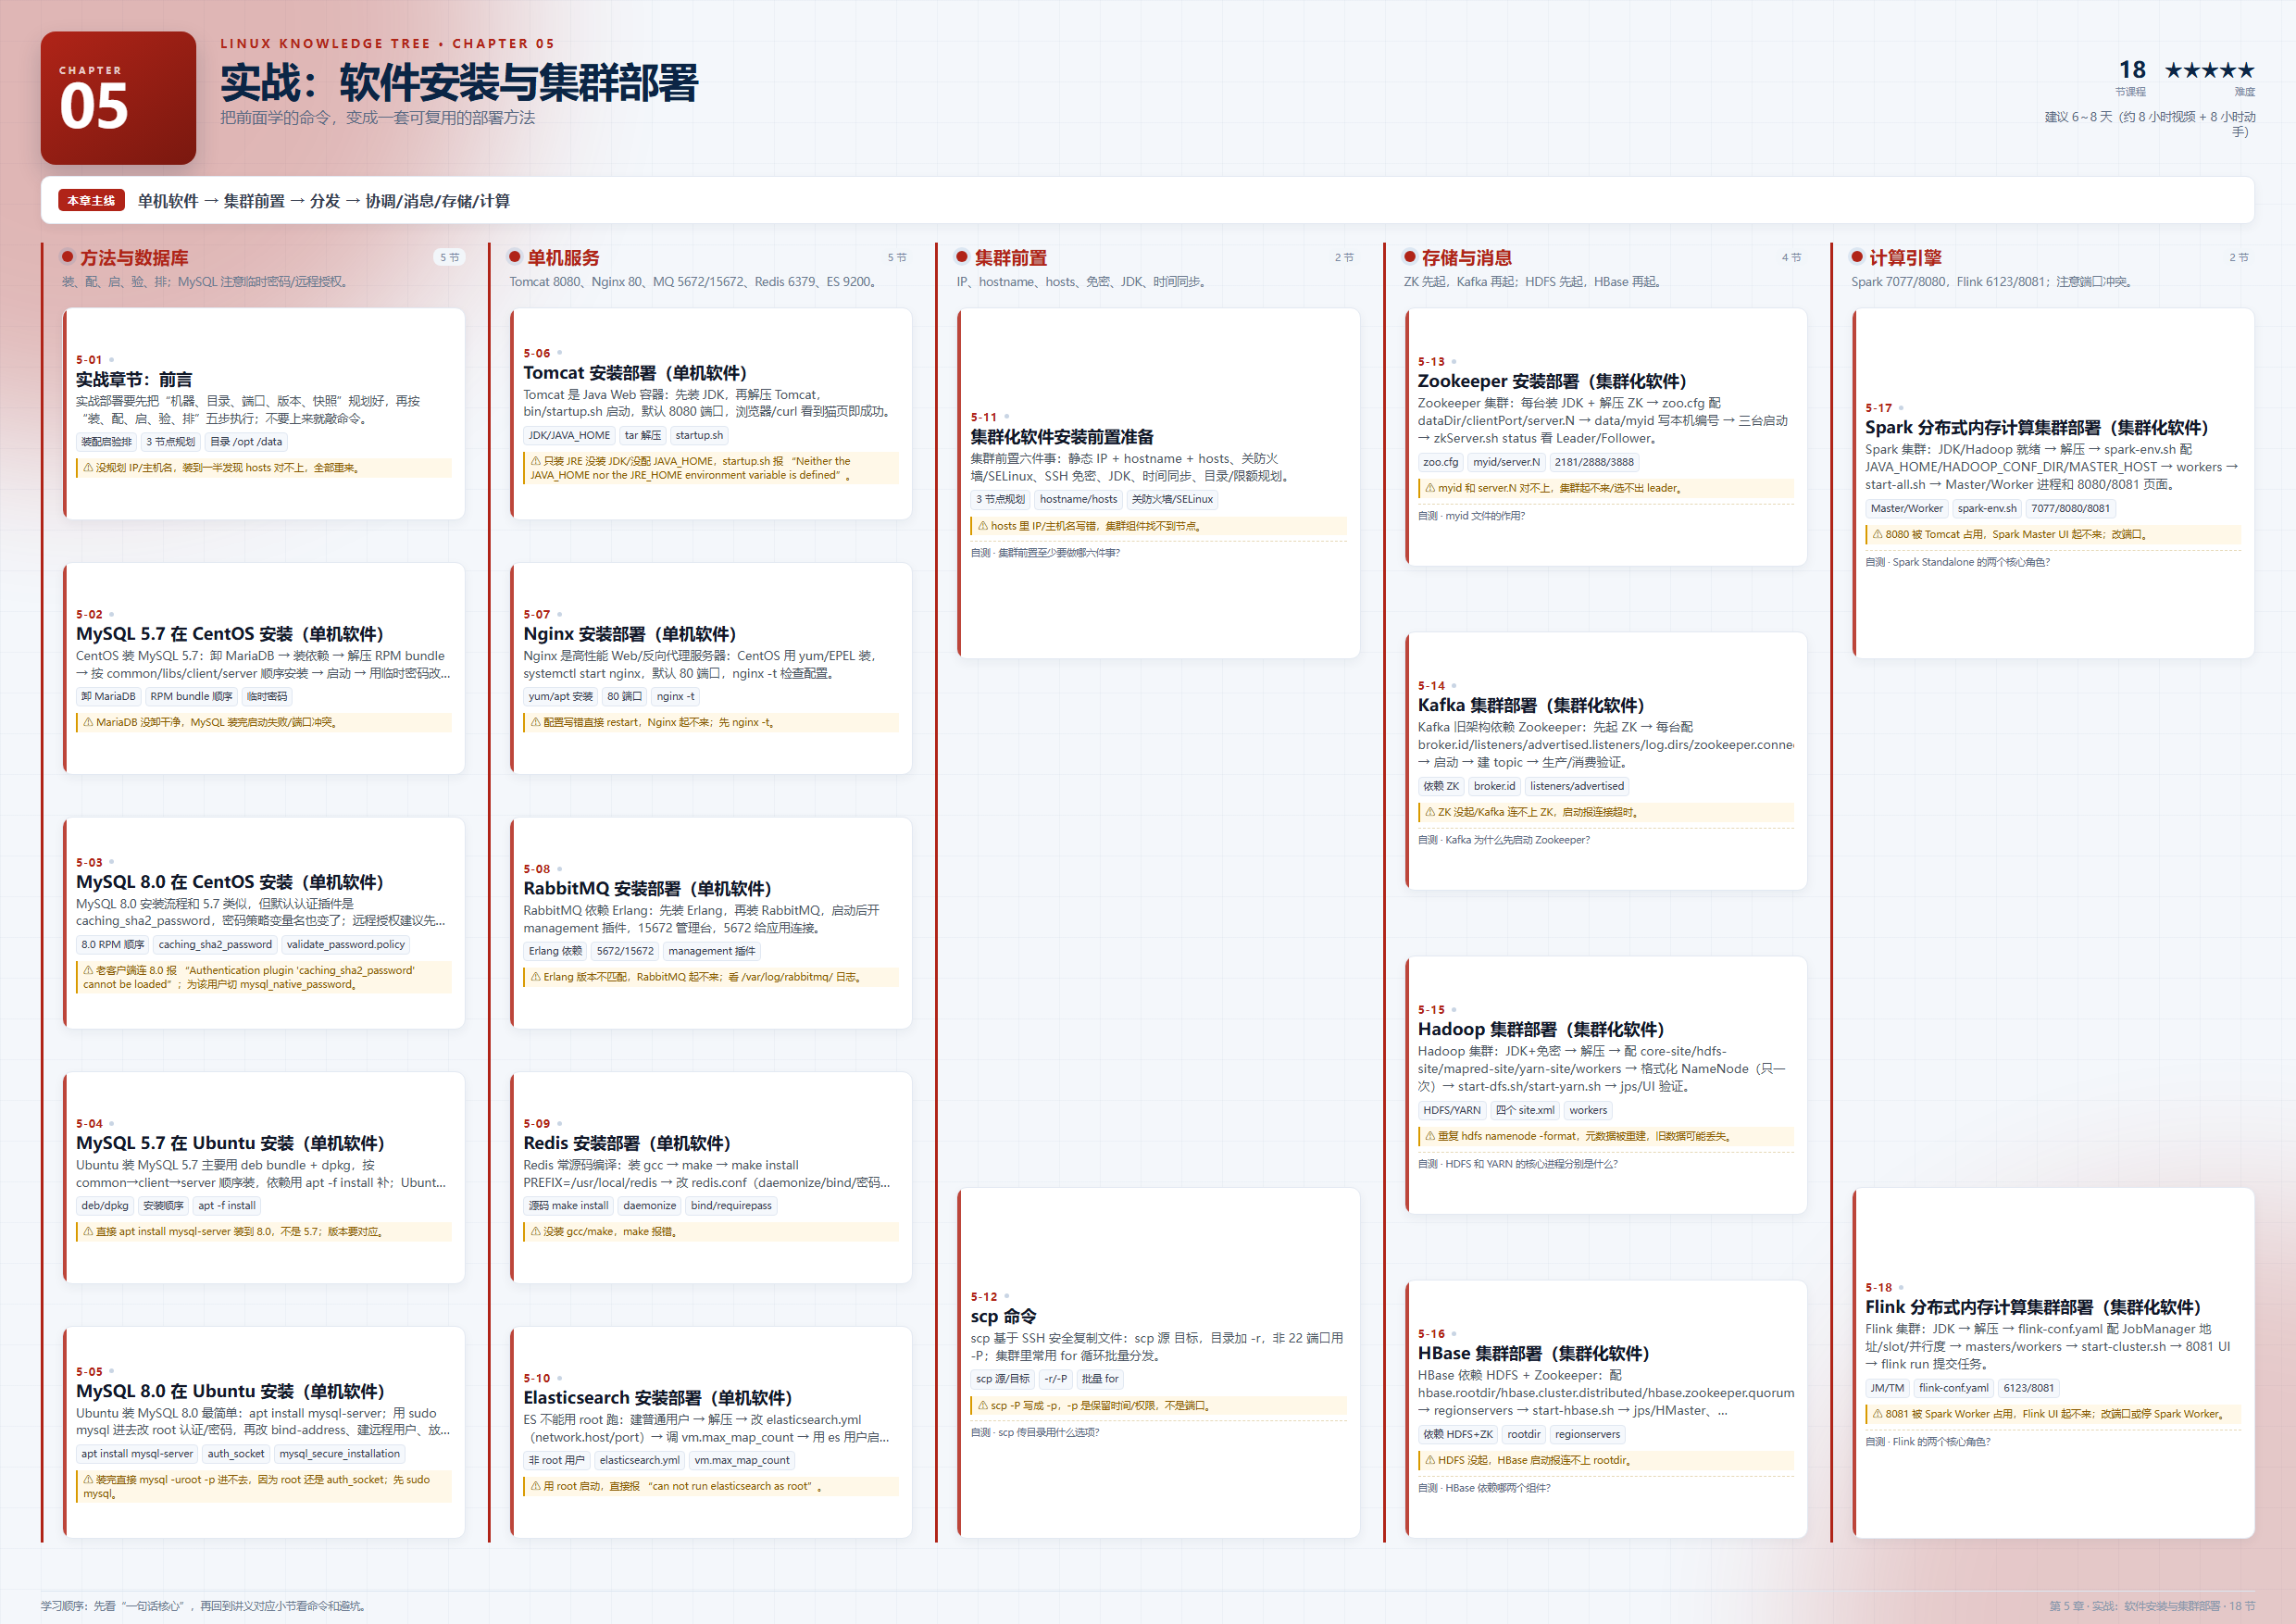 CHAPTER
05
LINUX KNOWLEDGE TREE • CHAPTER 05
实战：软件安装与集群部署
把前面学的命令，变成一套可复用的部署方法
18
节课程
★★★★★
难度
建议 6~8 天（约 8 小时视频 + 8 小时动
手）
本章主线
单机软件 → 集群前置 → 分发 → 协调/消息/存储/计算
方法与数据库
5 节
装、配、启、验、排；MySQL 注意临时密码/远程授权。
5-01
实战章节：前言
实战部署要先把“机器、目录、端口、版本、快照”规划好，再按
“装、配、启、验、排”五步执行；不要上来就敲命令。
装配启验排
3 节点规划
目录 /opt /data
⚠ 没规划 IP/主机名，装到一半发现 hosts 对不上，全部重来。
5-02
MySQL 5.7 在 CentOS 安装（单机软件）
CentOS 装 MySQL 5.7：卸 MariaDB → 装依赖 → 解压 RPM bundle
→ 按 common/libs/client/server 顺序安装 → 启动 → 用临时密码改...
卸 MariaDB
RPM bundle 顺序
临时密码
⚠ MariaDB 没卸干净，MySQL 装完启动失败/端口冲突。
5-03
MySQL 8.0 在 CentOS 安装（单机软件）
MySQL 8.0 安装流程和 5.7 类似，但默认认证插件是
caching_sha2_password，密码策略变量名也变了；远程授权建议先...
8.0 RPM 顺序
caching_sha2_password
validate_password.policy
⚠ 老客户端连 8.0 报 “Authentication plugin 'caching_sha2_password'
cannot be loaded”；为该用户切 mysql_native_password。
5-04
MySQL 5.7 在 Ubuntu 安装（单机软件）
Ubuntu 装 MySQL 5.7 主要用 deb bundle + dpkg，按
common→client→server 顺序装，依赖用 apt -f install 补；Ubunt...
deb/dpkg
安装顺序
apt -f install
⚠ 直接 apt install mysql-server 装到 8.0，不是 5.7；版本要对应。
5-05
MySQL 8.0 在 Ubuntu 安装（单机软件）
Ubuntu 装 MySQL 8.0 最简单：apt install mysql-server；用 sudo
mysql 进去改 root 认证/密码，再改 bind-address、建远程用户、放...
apt install mysql-server
auth_socket
mysql_secure_installation
⚠ 装完直接 mysql -uroot -p 进不去，因为 root 还是 auth_socket；先 sudo
mysql。
单机服务
5 节
Tomcat 8080、Nginx 80、MQ 5672/15672、Redis 6379、ES 9200。
5-06
Tomcat 安装部署（单机软件）
Tomcat 是 Java Web 容器：先装 JDK，再解压 Tomcat，
bin/startup.sh 启动，默认 8080 端口，浏览器/curl 看到猫页即成功。
JDK/JAVA_HOME
tar 解压
startup.sh
⚠ 只装 JRE 没装 JDK/没配 JAVA_HOME，startup.sh 报 “Neither the
JAVA_HOME nor the JRE_HOME environment variable is defined”。
5-07
Nginx 安装部署（单机软件）
Nginx 是高性能 Web/反向代理服务器：CentOS 用 yum/EPEL 装，
systemctl start nginx，默认 80 端口，nginx -t 检查配置。
yum/apt 安装
80 端口
nginx -t
⚠ 配置写错直接 restart，Nginx 起不来；先 nginx -t。
5-08
RabbitMQ 安装部署（单机软件）
RabbitMQ 依赖 Erlang：先装 Erlang，再装 RabbitMQ，启动后开
management 插件，15672 管理台，5672 给应用连接。
Erlang 依赖
5672/15672
management 插件
⚠ Erlang 版本不匹配，RabbitMQ 起不来；看 /var/log/rabbitmq/ 日志。
5-09
Redis 安装部署（单机软件）
Redis 常源码编译：装 gcc → make → make install
PREFIX=/usr/local/redis → 改 redis.conf（daemonize/bind/密码...
源码 make install
daemonize
bind/requirepass
⚠ 没装 gcc/make，make 报错。
5-10
Elasticsearch 安装部署（单机软件）
ES 不能用 root 跑：建普通用户 → 解压 → 改 elasticsearch.yml
（network.host/port）→ 调 vm.max_map_count → 用 es 用户启...
非 root 用户
elasticsearch.yml
vm.max_map_count
⚠ 用 root 启动，直接报 “can not run elasticsearch as root”。
集群前置
2 节
IP、hostname、hosts、免密、JDK、时间同步。
5-11
集群化软件安装前置准备
集群前置六件事：静态 IP + hostname + hosts、关防火
墙/SELinux、SSH 免密、JDK、时间同步、目录/限额规划。
3 节点规划
hostname/hosts
关防火墙/SELinux
⚠ hosts 里 IP/主机名写错，集群组件找不到节点。
自测 · 集群前置至少要做哪六件事？
5-12
scp 命令
scp 基于 SSH 安全复制文件：scp 源 目标，目录加 -r，非 22 端口用
-P；集群里常用 for 循环批量分发。
scp 源/目标
-r/-P
批量 for
⚠ scp -P 写成 -p，-p 是保留时间/权限，不是端口。
自测 · scp 传目录用什么选项？
存储与消息
4 节
ZK 先起，Kafka 再起；HDFS 先起，HBase 再起。
5-13
Zookeeper 安装部署（集群化软件）
Zookeeper 集群：每台装 JDK + 解压 ZK → zoo.cfg 配
dataDir/clientPort/server.N → data/myid 写本机编号 → 三台启动
→ zkServer.sh status 看 Leader/Follower。
zoo.cfg
myid/server.N
2181/2888/3888
⚠ myid 和 server.N 对不上，集群起不来/选不出 leader。
自测 · myid 文件的作用？
5-14
Kafka 集群部署（集群化软件）
Kafka 旧架构依赖 Zookeeper：先起 ZK → 每台配
broker.id/listeners/advertised.listeners/log.dirs/zookeeper.conne
→ 启动 → 建 topic → 生产/消费验证。
依赖 ZK
broker.id
listeners/advertised
⚠ ZK 没起/Kafka 连不上 ZK，启动报连接超时。
自测 · Kafka 为什么先启动 Zookeeper？
5-15
Hadoop 集群部署（集群化软件）
Hadoop 集群：JDK+免密 → 解压 → 配 core-site/hdfs-
site/mapred-site/yarn-site/workers → 格式化 NameNode（只一
次）→ start-dfs.sh/start-yarn.sh → jps/UI 验证。
HDFS/YARN
四个 site.xml
workers
⚠ 重复 hdfs namenode -format，元数据被重建，旧数据可能丢失。
自测 · HDFS 和 YARN 的核心进程分别是什么？
5-16
HBase 集群部署（集群化软件）
HBase 依赖 HDFS + Zookeeper：配
hbase.rootdir/hbase.cluster.distributed/hbase.zookeeper.quorum
→ regionservers → start-hbase.sh → jps/HMaster、...
依赖 HDFS+ZK
rootdir
regionservers
⚠ HDFS 没起，HBase 启动报连不上 rootdir。
自测 · HBase 依赖哪两个组件？
计算引擎
2 节
Spark 7077/8080，Flink 6123/8081；注意端口冲突。
5-17
Spark 分布式内存计算集群部署（集群化软件）
Spark 集群：JDK/Hadoop 就绪 → 解压 → spark-env.sh 配
JAVA_HOME/HADOOP_CONF_DIR/MASTER_HOST → workers →
start-all.sh → Master/Worker 进程和 8080/8081 页面。
Master/Worker
spark-env.sh
7077/8080/8081
⚠ 8080 被 Tomcat 占用，Spark Master UI 起不来；改端口。
自测 · Spark Standalone 的两个核心角色？
5-18
Flink 分布式内存计算集群部署（集群化软件）
Flink 集群：JDK → 解压 → flink-conf.yaml 配 JobManager 地
址/slot/并行度 → masters/workers → start-cluster.sh → 8081 UI
→ flink run 提交任务。
JM/TM
flink-conf.yaml
6123/8081
⚠ 8081 被 Spark Worker 占用，Flink UI 起不来；改端口或停 Spark Worker。
自测 · Flink 的两个核心角色？
学习顺序：先看“一句话核心”，再回到讲义对应小节看命令和避坑。
第 5 章 · 实战：软件安装与集群部署 · 18 节